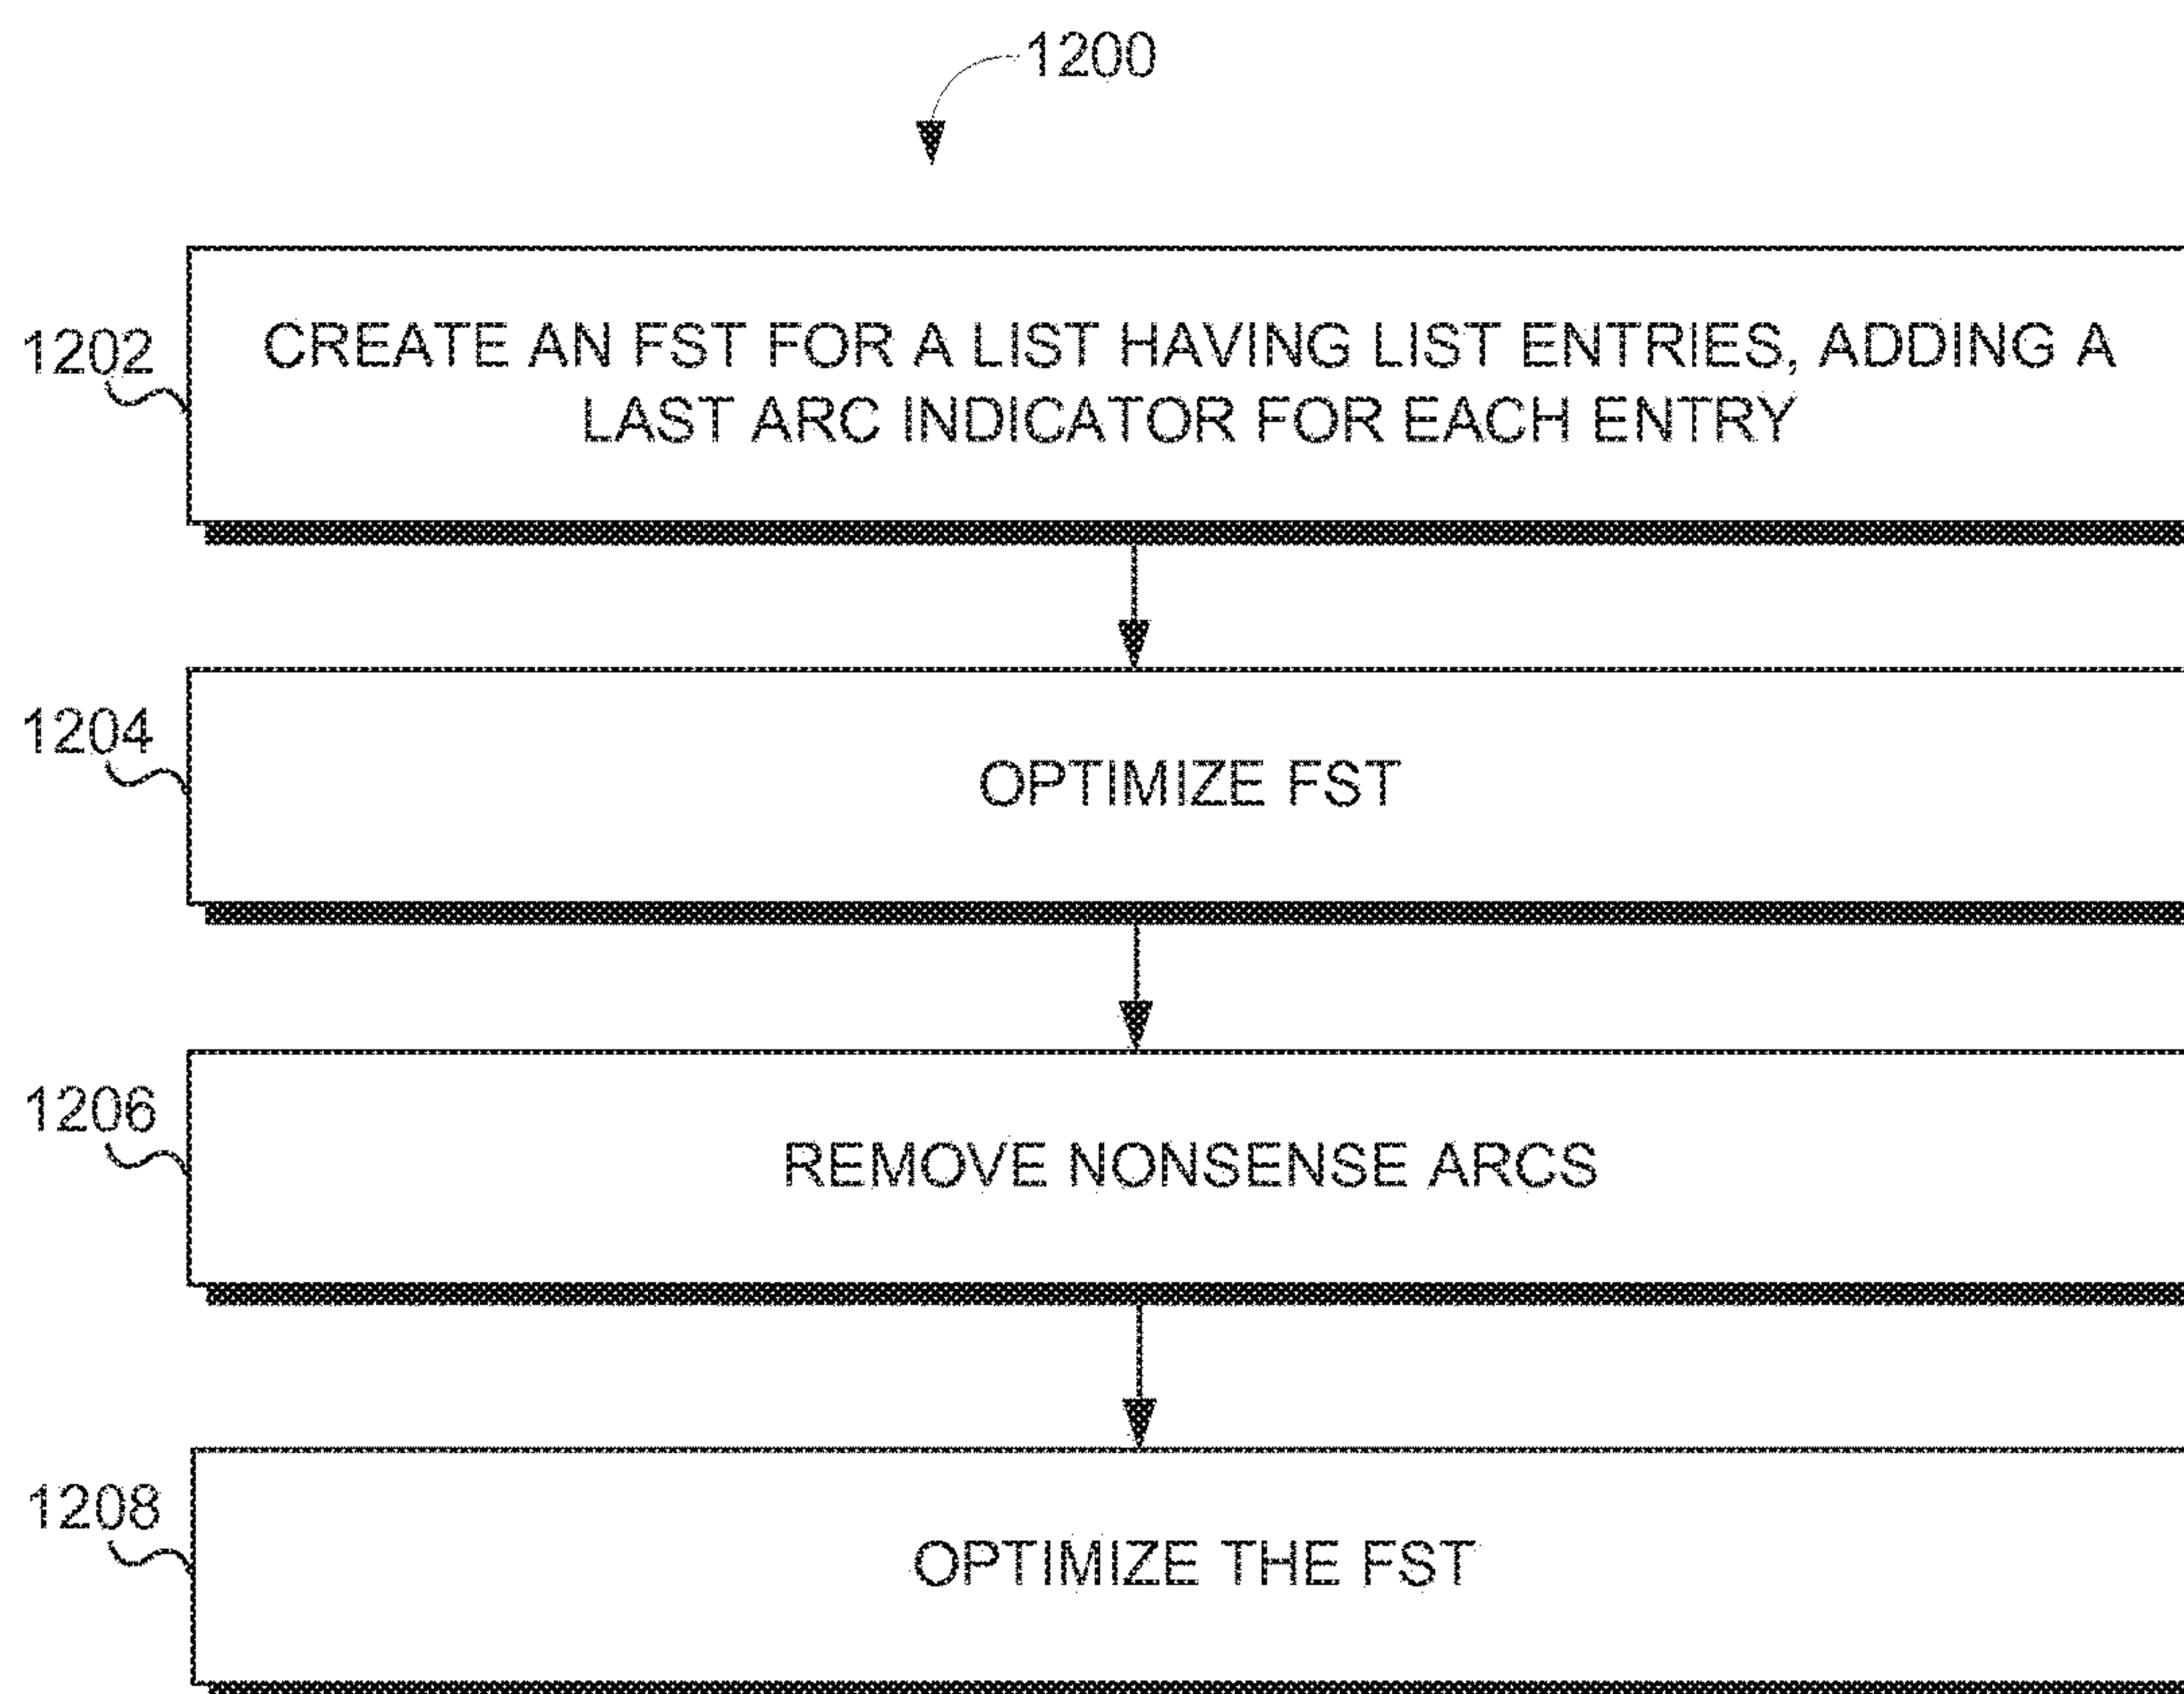 1200
1202
CREATE AN FST FOR A LIST HAVING LIST ENTRIES, ADDING A
LAST ARC INDICATOR FOR EACH ENTRY
1204
OPTIMIZE FST
1206
REMOVE NONSENSE ARCS
1208
OPTIMIZE THE FST